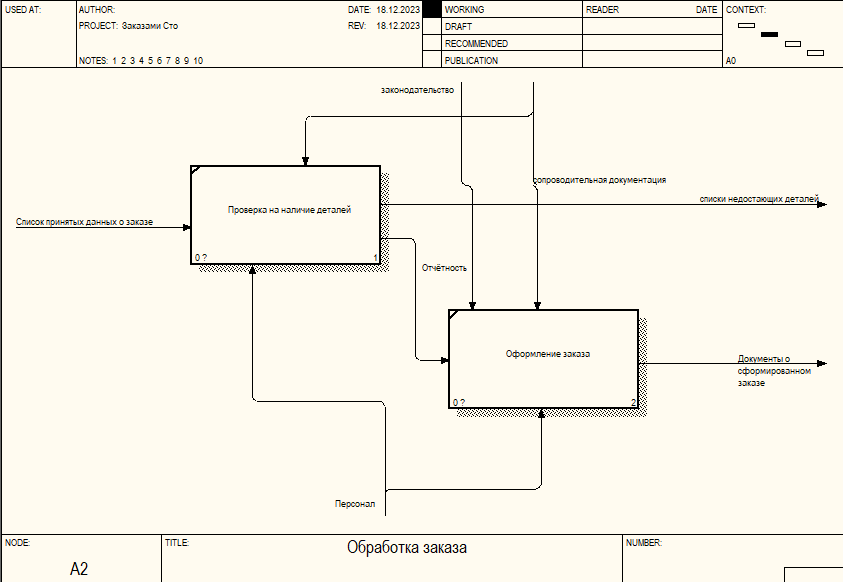 USED AT:
AUTHOR:
DATE: 18.12.2023
WORKING
READER
DATE
CONTEXT:
PROJECT: Заказами Сто
REV: 18.12.2023
DRAFT
RECOMMENDED
NOTES: 1 2 3 4 5 6 7 8 9 10
PUBLICATION
A0
законодательство
сопроводительная документация
списки недостающих деталей
Проверка на наличие деталей
Список принятых данных о заказе
0 ?
1
Отчётность
Оформление заказа
Документы о
сформированном
заказе
0 ?
2
Персонал
NODE:
TITLE:
NUMBER:
Обработка заказа
A2